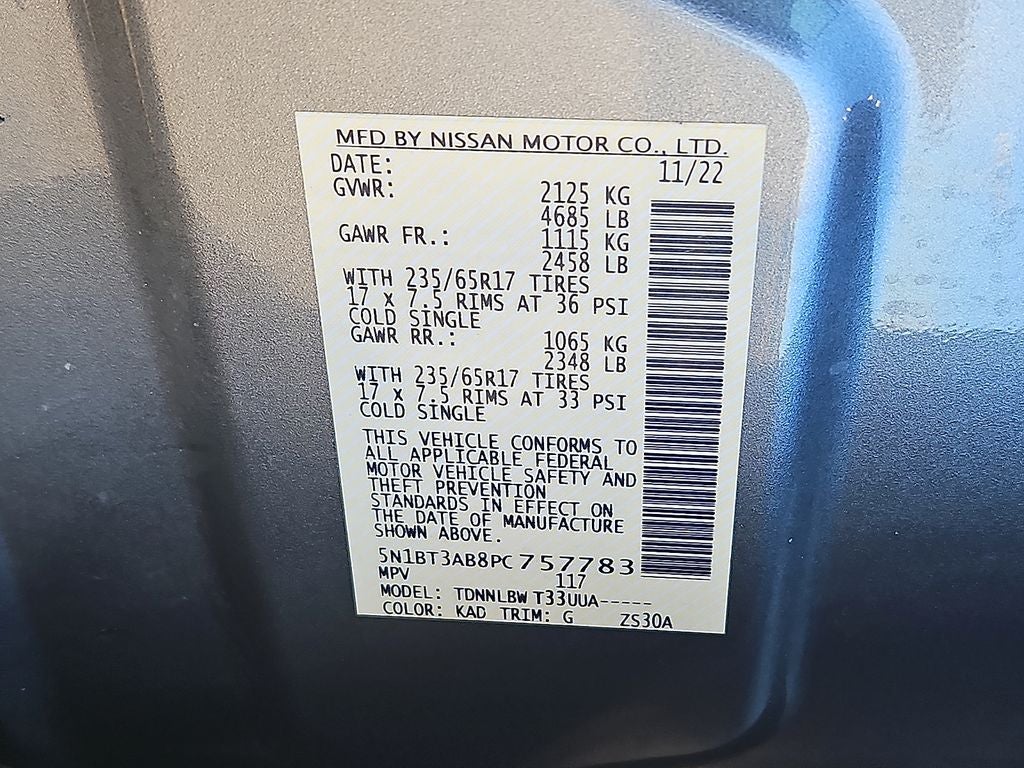 MFD BY NISSAN MOTOR CO., LTD.
DATE: 11/22
GVWR: 2125 KG
4685 LB
GAWR FR.: 1115 KG
2458 LB
WITH 235/65R17 TIRES
17 x 7.5 RIMS AT 36 PSI
COLD SINGLE
GAWR RR.: 1065 KG
2348 LB
WITH 235/65R17 TIRES
17 x 7.5 RIMS AT 33 PSI
COLD SINGLE
THIS VEHICLE CONFORMS TO
ALL APPLICABLE FEDERAL
MOTOR VEHICLE SAFETY AND
THEFT PREVENTION
STANDARDS IN EFFECT ON
THE DATE OF MANUFACTURE
SHOWN ABOVE.
5N1BT3AB8PC757783
MPV 117
MODEL: TDNNLBW T33UUA-----
COLOR: KAD TRIM: G ZS30A